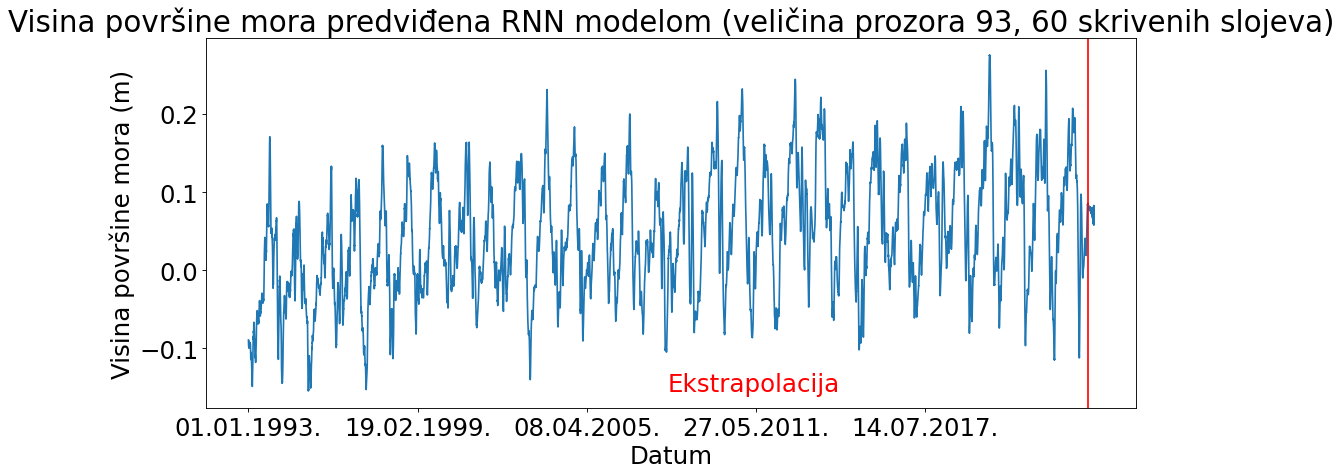 Visina površine mora predviđena RNN modelom (veličina prozora 93, 60 skrivenih slojeva)
Visina površine mora (m)
0.2
0.1
0.0
−0.1
Ekstrapolacija
01.01.1993. 19.02.1999. 08.04.2005. 27.05.2011. 14.07.2017.
Datum